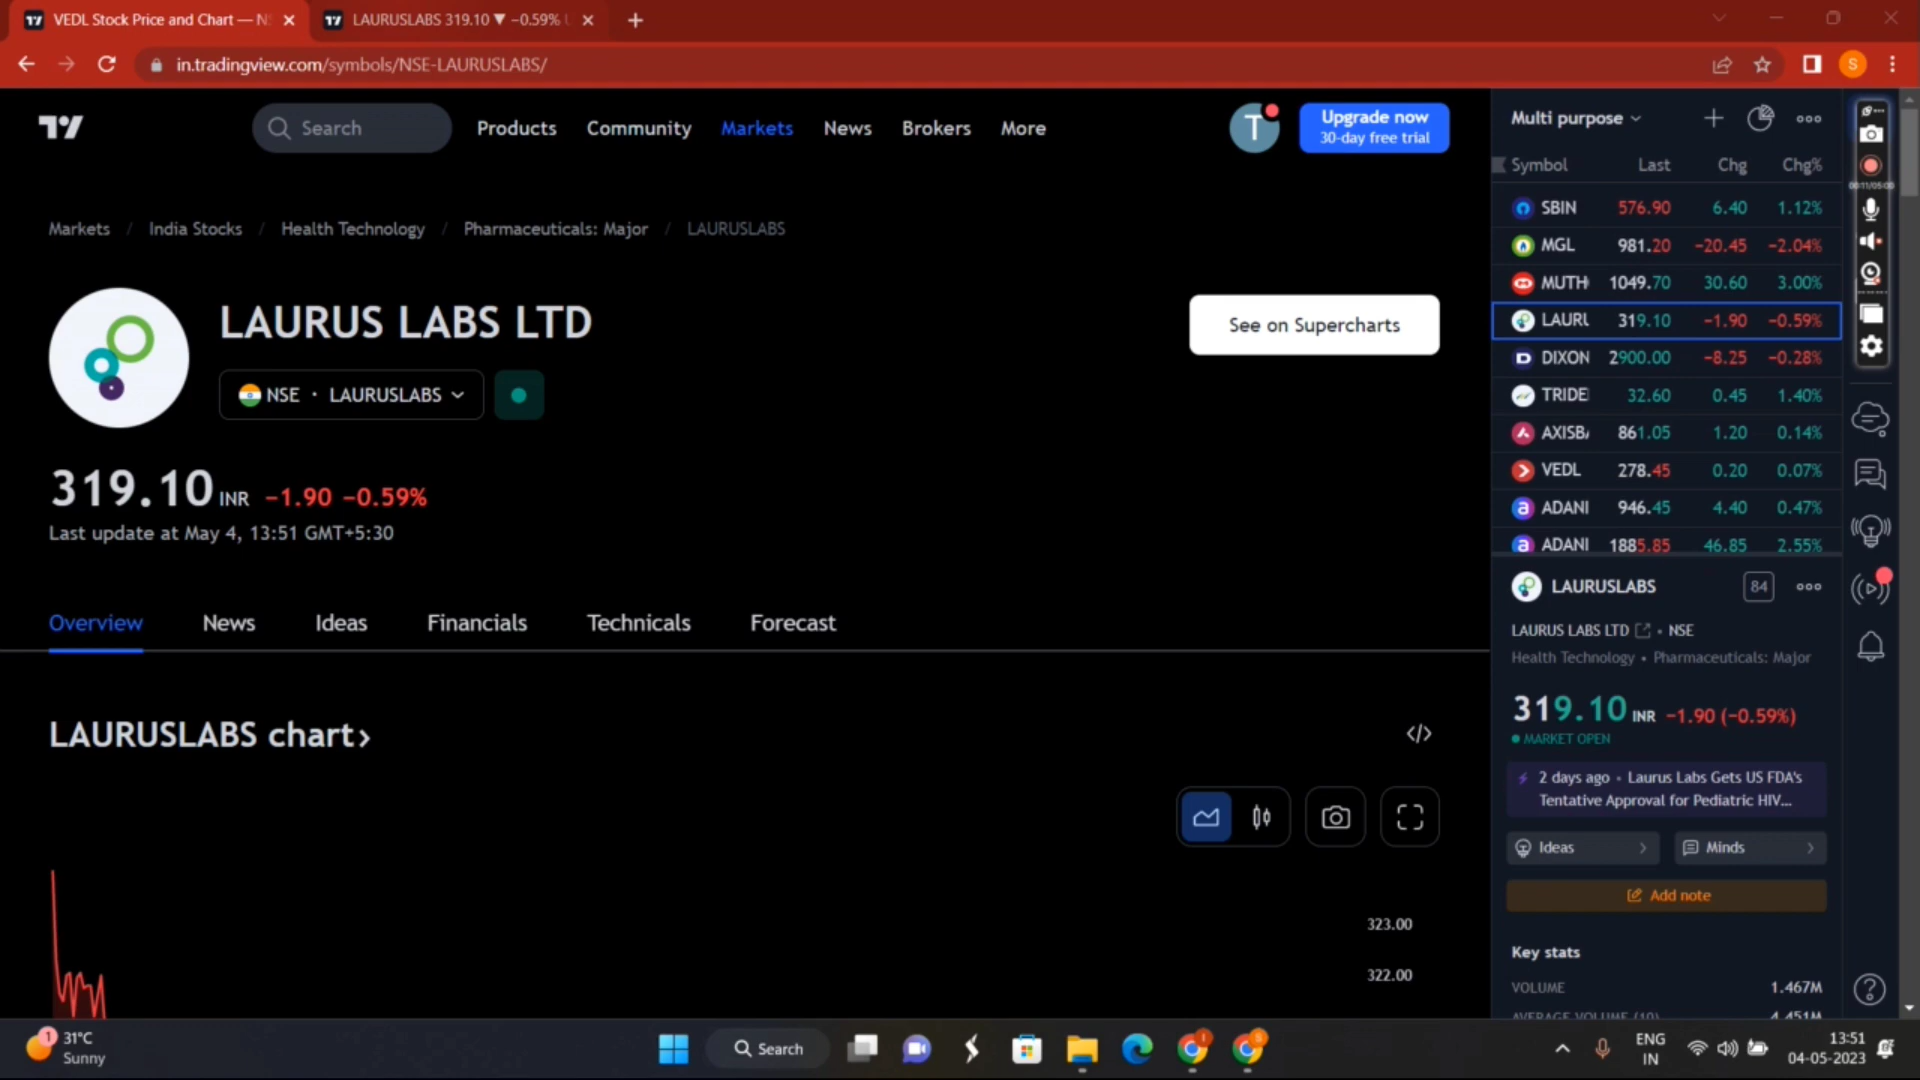 VEDL Stock Price and Chart — NS
LAURUSLABS 319.10 ▼ −0.59% U
in.tradingview.com/symbols/NSE-LAURUSLABS/
S
Search
Products
Community
Markets
News
Brokers
More
T
Upgrade now
30-day free trial
Markets / India Stocks / Health Technology / Pharmaceuticals: Major / LAURUSLABS
LAURUS LABS LTD
See on Supercharts
NSE · LAURUSLABS
319.10 INR −1.90 −0.59%
Last update at May 4, 13:51 GMT+5:30
Overview
News
Ideas
Financials
Technicals
Forecast
LAURUSLABS chart›
323.00
322.00
Multi purpose
Symbol Last Chg Chg%
SBIN 576.90 6.40 1.12%
MGL 981.20 −20.45 −2.04%
MUTH 1049.70 30.60 3.00%
LAURU 319.10 −1.90 −0.59%
DIXON 2900.00 −8.25 −0.28%
TRIDE 32.60 0.45 1.40%
AXISBA 861.05 1.20 0.14%
VEDL 278.45 0.20 0.07%
ADANI 946.45 4.40 0.47%
ADANI 1885.85 46.85 2.55%
LAURUSLABS 84
LAURUS LABS LTD • NSE
Health Technology • Pharmaceuticals: Major
319.10 INR −1.90 (−0.59%)
MARKET OPEN
2 days ago • Laurus Labs Gets US FDA's
Tentative Approval for Pediatric HIV...
Ideas
Minds
Add note
Key stats
VOLUME 1.467M
AVERAGE VOLUME (10) 4.451M
1
31°C
Sunny
Search
ENG
IN
13:51
04-05-2023